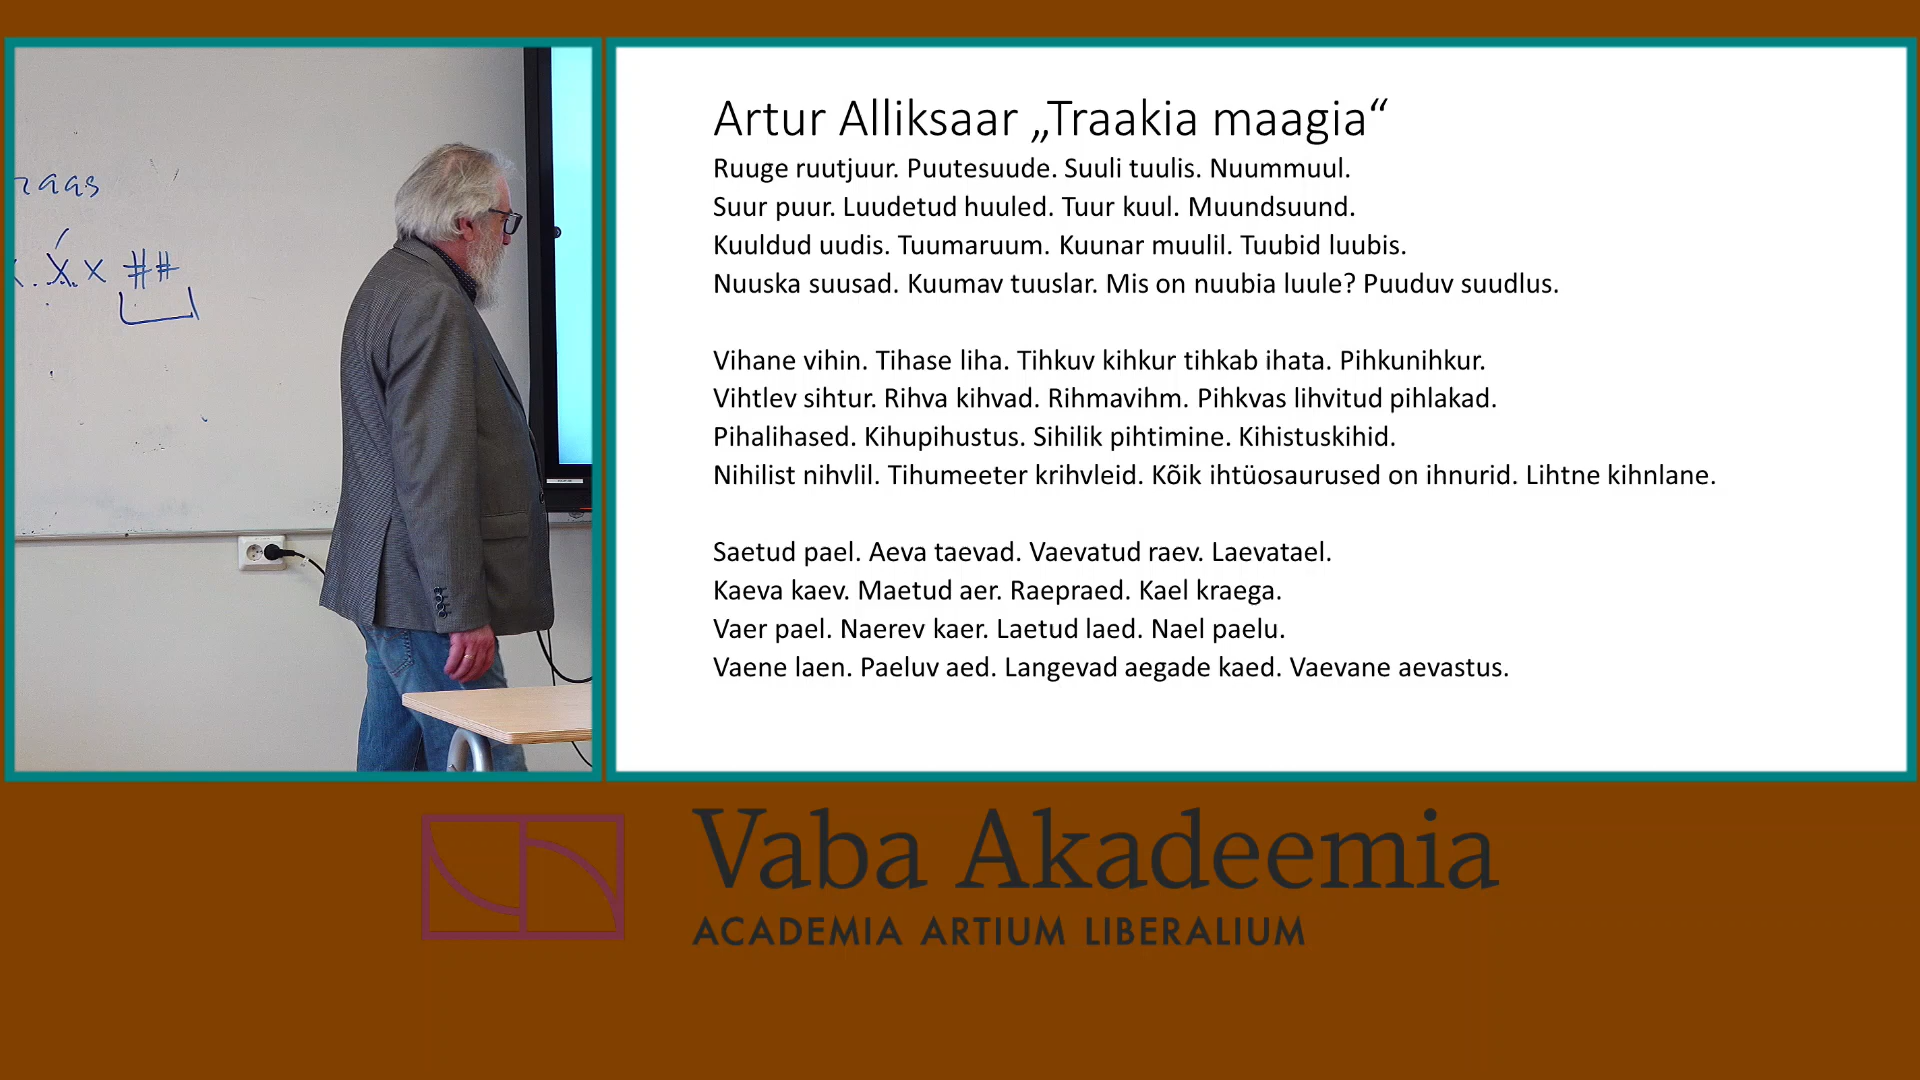 Artur Alliksaar „Traakia maagia“
Ruuge ruutjuur. Puutesuude. Suuli tuulis. Nuummuul.
Suur puur. Luudetud huuled. Tuur kuul. Muundsuund.
Kuuldud uudis. Tuumaruum. Kuunar muulil. Tuubid luubis.
Nuuska suusad. Kuumav tuuslar. Mis on nuubia luule? Puuduv suudlus.
Vihane vihin. Tihase liha. Tihkuv kihkur tihkab ihata. Pihkunihkur.
Vihtlev sihtur. Rihva kihvad. Rihmavihm. Pihkvas lihvitud pihlakad.
Pihalihased. Kihupihustus. Sihilik pihtimine. Kihistuskihid.
Nihilist nihvlil. Tihumeeter krihvleid. Kõik ihtüosaurused on ihnurid. Lihtne kihnlane.
Saetud pael. Aeva taevad. Vaevatud raev. Laevatael.
Kaeva kaev. Maetud aer. Raepraed. Kael kraega.
Vaer pael. Naerev kaer. Laetud laed. Nael paelu.
Vaene laen. Paeluv aed. Langevad aegade kaed. Vaevane aevastus.
Vaba Akadeemia
ACADEMIA ARTIUM LIBERALIUM